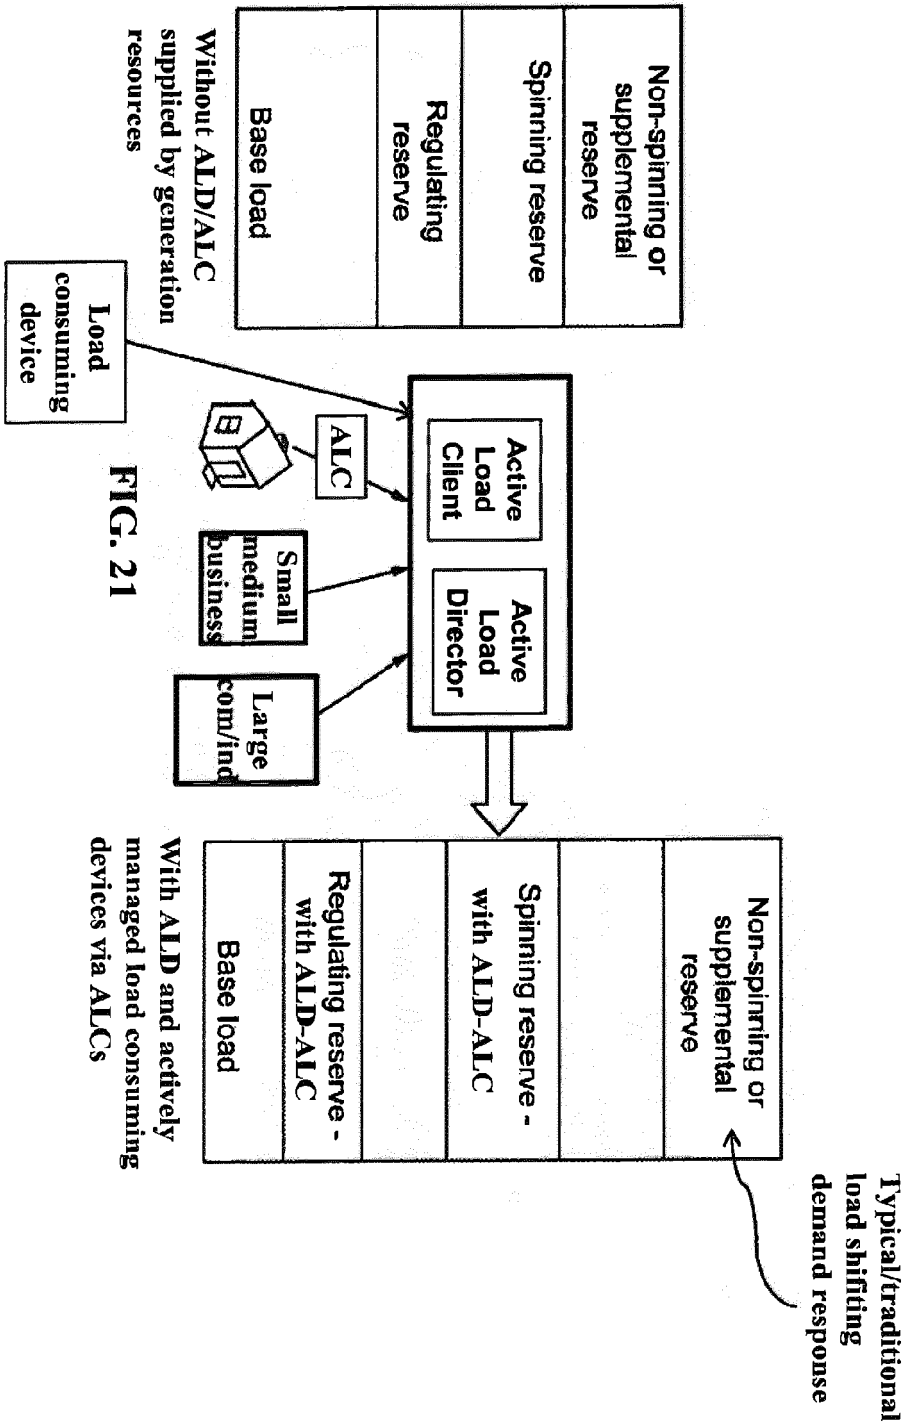 Typical/traditional
load shifiting
demand response
Non-spinning or
supplemental
reserve
Spinning reserve
Regulating
reserve
Base load
Without ALD/ALC
supplied by generation
resources
Active
Load
Client
Active
Load
Director
Load
consuming
device
ALC
Small
medium
business
Large
com/ind
Non-spinning or
supplemental
reserve
Spinning reserve -
with ALD-ALC
Regulating reserve -
with ALD-ALC
Base load
With ALD and actively
managed load consuming
devices via ALCs
FIG. 21